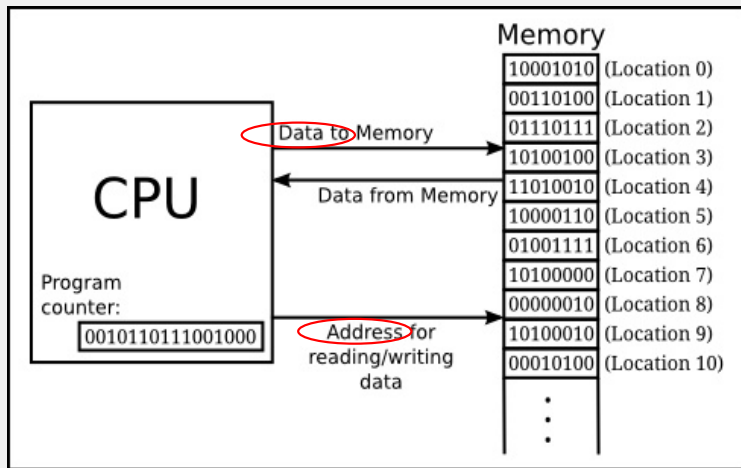 Memory
10001010 (Location 0)
00110100 (Location 1)
01110111 (Location 2)
10100100 (Location 3)
11010010 (Location 4)
10000110 (Location 5)
01001111 (Location 6)
10100000 (Location 7)
00000010 (Location 8)
10100010 (Location 9)
00010100 (Location 10)
Data to Memory
Data from Memory
CPU
Program
counter:
0010110111001000
Address for
reading/writing
data